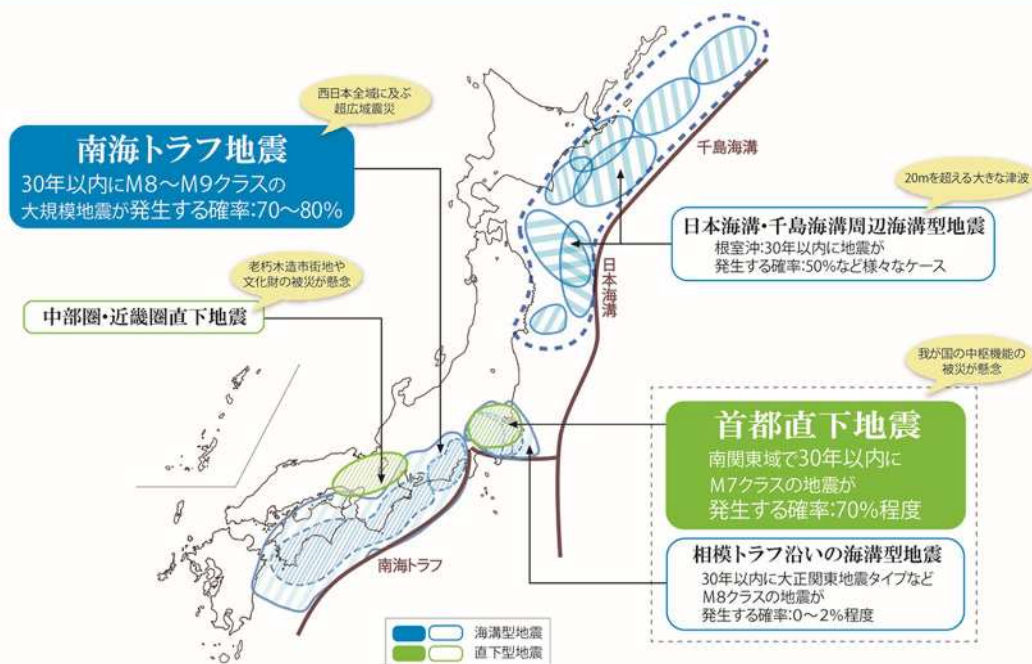 西日本全域に及ぶ
超広域震災
南海トラフ地震
30年以内にM8〜M9クラスの
大規模地震が発生する確率:70〜80%
老朽木造市街地や
文化財の被災が懸念
中部圏・近畿圏直下地震
千島海溝
20mを超える大きな津波
日本海溝・千島海溝周辺海溝型地震
根室沖:30年以内に地震が
発生する確率:50%など様々なケース
日本海溝
我が国の中枢機能の
被災が懸念
首都直下地震
南関東域で30年以内に
M7クラスの地震が
発生する確率:70%程度
相模トラフ沿いの海溝型地震
30年以内に大正関東地震タイプなど
M8クラスの地震が
発生する確率:0〜2%程度
南海トラフ
海溝型地震
直下型地震